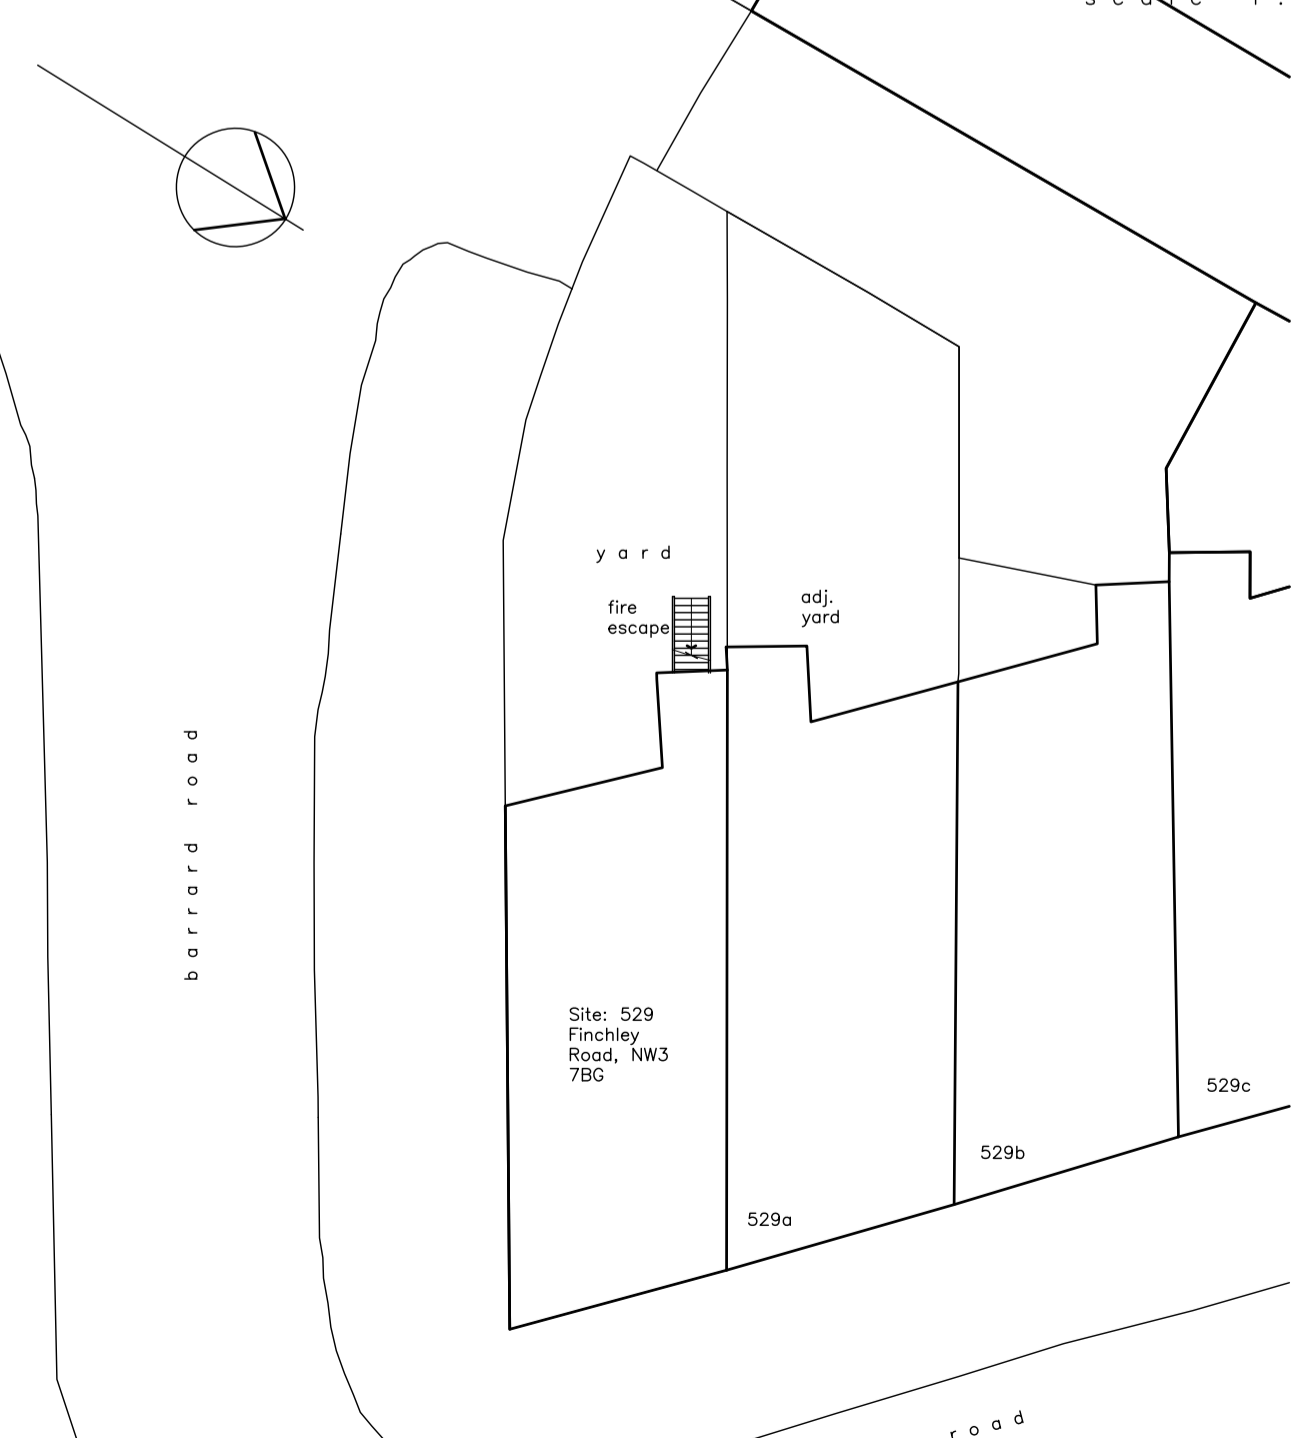 yard
fire
escape
adj.
yard
barrard road
Site: 529
Finchley
Road, NW3
7BG
529c
529b
529a
road